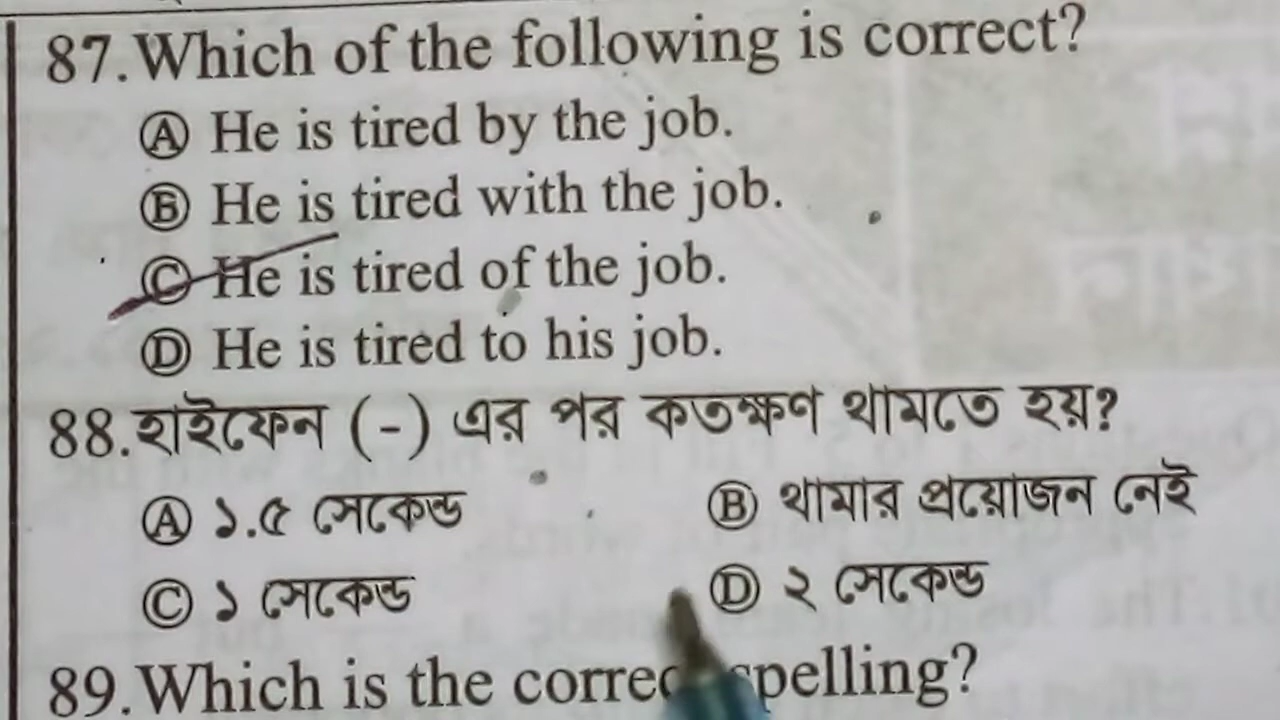 87. Which of the following is correct?
Ⓐ He is tired by the job.
Ⓑ He is tired with the job.
Ⓒ He is tired of the job.
Ⓓ He is tired to his job.
88. হাইফেন (-) এর পর কতক্ষণ থামতে হয়?
Ⓐ ১.৫ সেকেন্ড Ⓑ থামার প্রয়োজন নেই
Ⓒ ১ সেকেন্ড Ⓓ ২ সেকেন্ড
89. Which is the correct spelling?